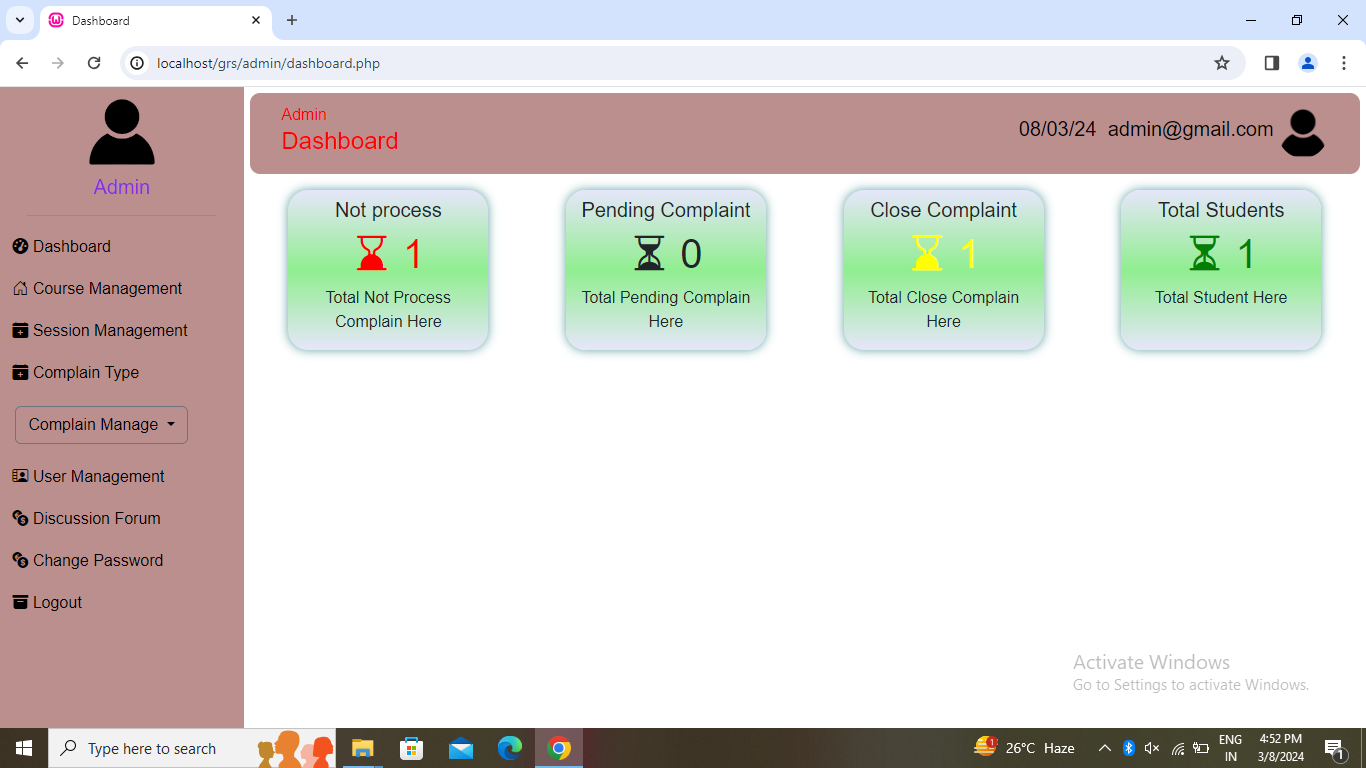 Dashboard
localhost/grs/admin/dashboard.php
Admin
Dashboard
Course Management
Session Management
Complain Type
Complain Manage
User Management
Discussion Forum
Change Password
Logout
Admin
Dashboard
08/03/24 admin@gmail.com
Not process
1
Total Not Process
Complain Here
Pending Complaint
0
Total Pending Complain
Here
Close Complaint
1
Total Close Complain
Here
Total Students
1
Total Student Here
Activate Windows
Go to Settings to activate Windows.
Type here to search
1
26°C Haze
ENG
IN
4:52 PM
3/8/2024
1